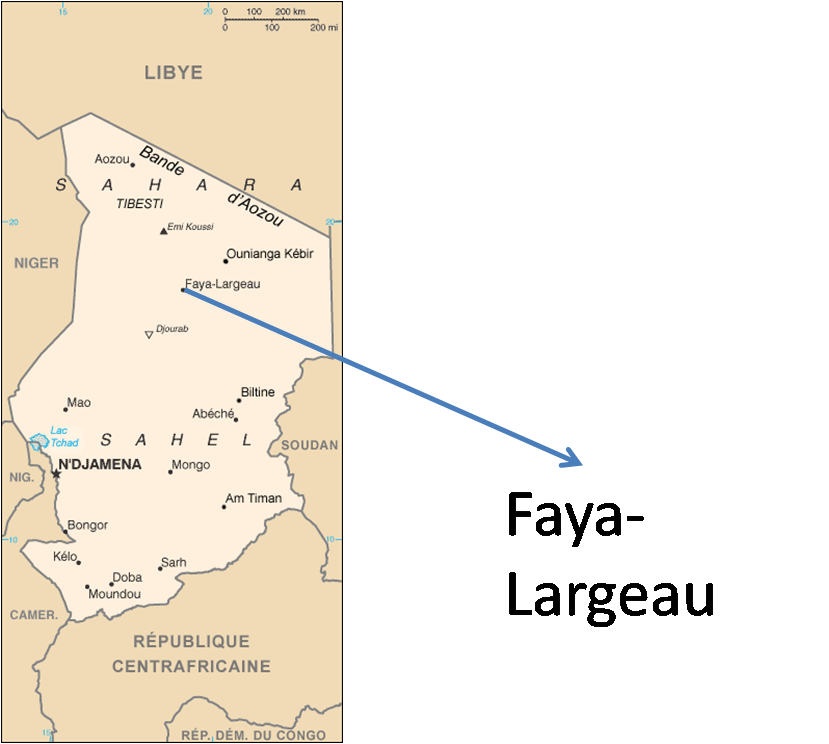 15
20
0 100 200 km
0 100 200 mi
LIBYE
Aozou
Bande
d'Aozou
S A H A R A
TIBESTI
20
20
Emi Koussi
Ounianga Kébir
NIGER
Faya-Largeau
Djourab
Biltine
Mao
Abéché
Lac
Tchad
S A H E L
SOUDAN
N'DJAMENA
Mongo
NIG.
Am Timan
Bongor
10
10
Kélo
Sarh
Doba
Moundou
CAMER.
RÉPUBLIQUE
CENTRAFRICAINE
15
RÉP. DÉM. DU CONGO
Faya-
Largeau